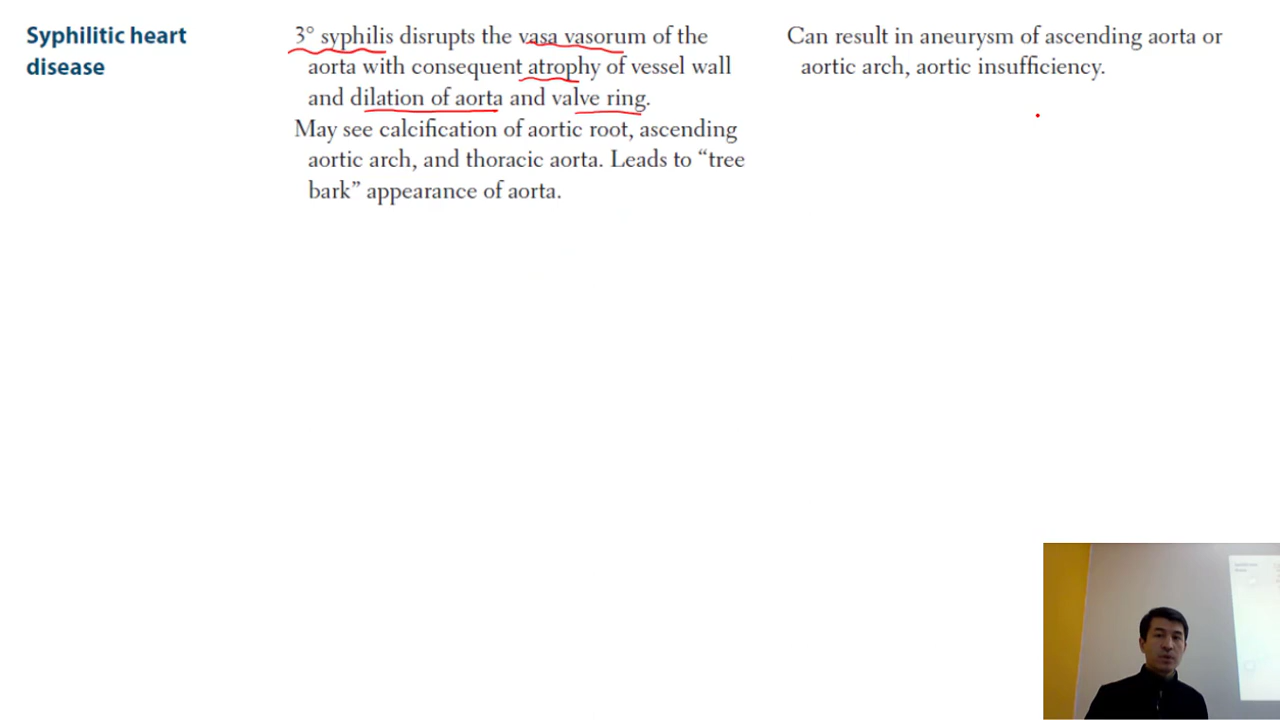 Syphilitic heart
disease
3° syphilis disrupts the vasa vasorum of the
aorta with consequent atrophy of vessel wall
and dilation of aorta and valve ring.
May see calcification of aortic root, ascending
aortic arch, and thoracic aorta. Leads to “tree
bark” appearance of aorta.
Can result in aneurysm of ascending aorta or
aortic arch, aortic insufficiency.